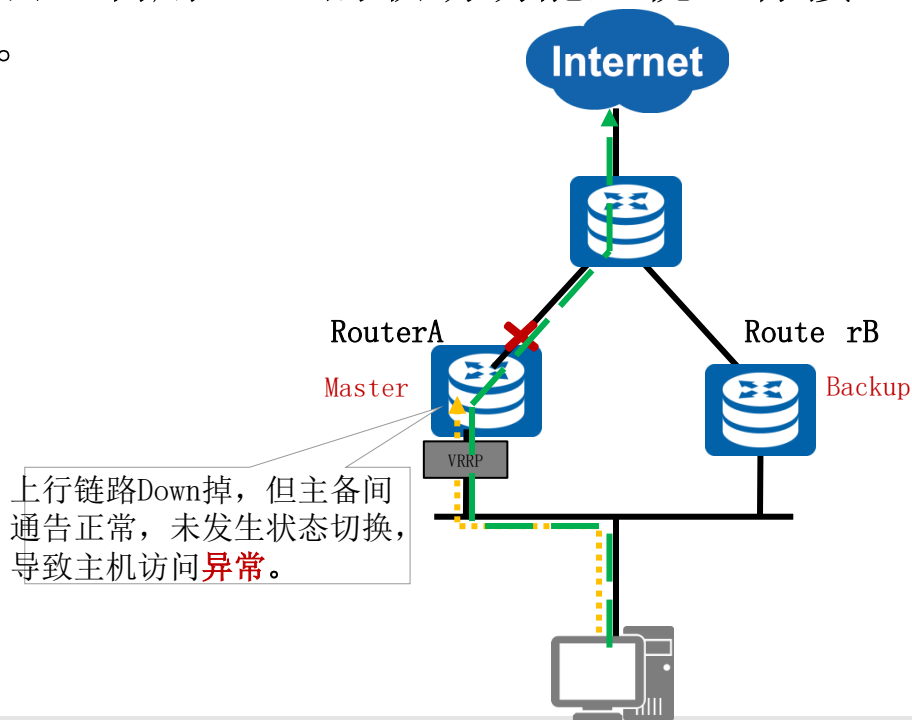 。
Internet
RouterA
Route rB
Master
Backup
VRRP
上行链路Down掉，但主备间
通告正常，未发生状态切换，
导致主机访问异常。